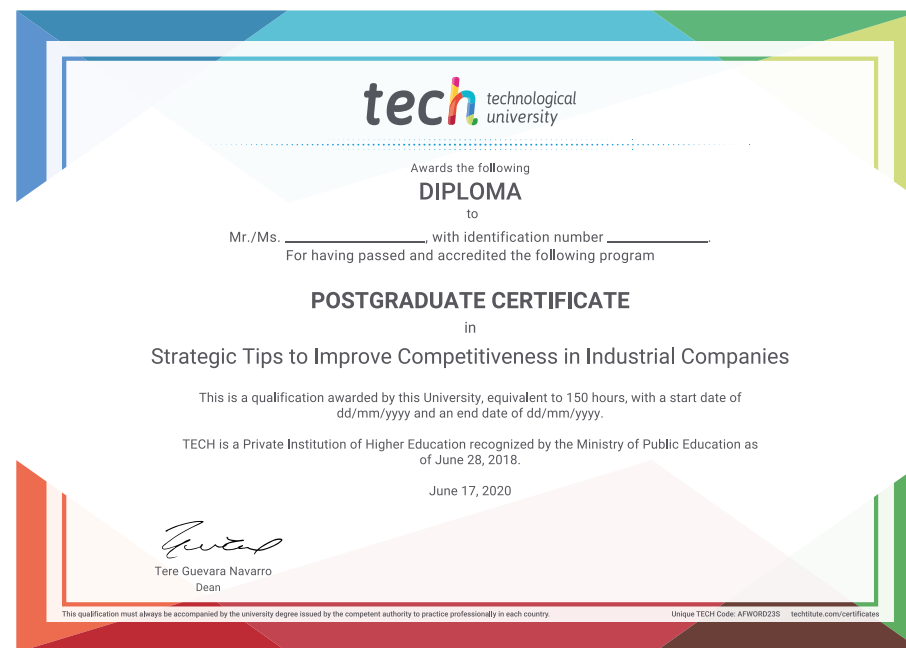 tech technological
university
Awards the following
DIPLOMA
to
Mr./Ms. ____________________, with identification number ______________.
For having passed and accredited the following program
POSTGRADUATE CERTIFICATE
in
Strategic Tips to Improve Competitiveness in Industrial Companies
This is a qualification awarded by this University, equivalent to 150 hours, with a start date of
dd/mm/yyyy and an end date of dd/mm/yyyy.
TECH is a Private Institution of Higher Education recognized by the Ministry of Public Education as
of June 28, 2018.
June 17, 2020
Tere Guevara Navarro
Dean
This qualification must always be accompanied by the university degree issued by the competent authority to practice professionally in each country.
Unique TECH Code: AFWORD23S techtitute.com/certificates